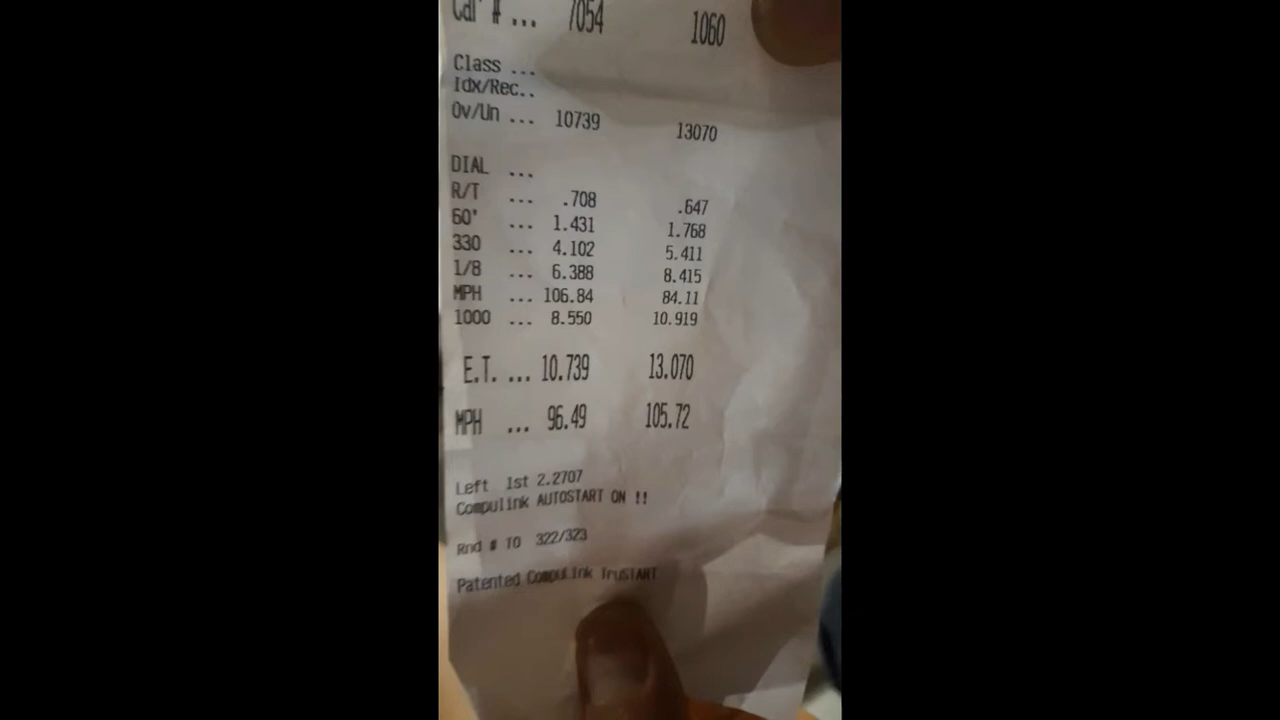 Car # ... 7054 1060
Class ...
Idx/Rec..
Ov/Un ... 10739 13070
DIAL ...
R/T ... .708 .647
60' ... 1.431 1.768
330 ... 4.102 5.411
1/8 ... 6.388 8.415
MPH ... 106.84 84.11
1000 ... 8.550 10.919
E.T. ... 10.739 13.070
MPH ... 96.49 105.72
Left 1st 2.2707
Compulink AUTOSTART ON !!
Rnd # TO 322/323
Patented CompuLink TruSTART